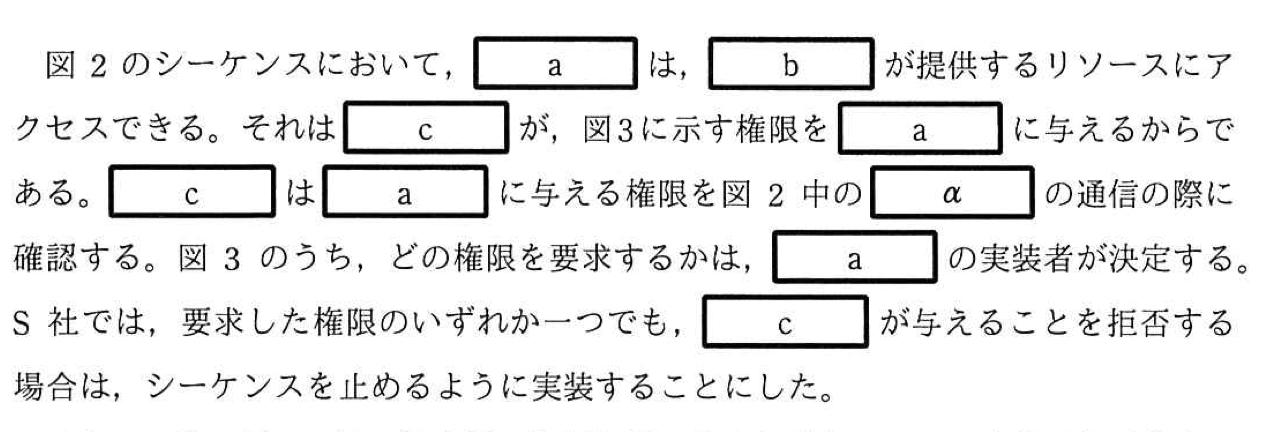 図 2 のシーケンスにおいて， a は， b が提供するリソースにア
クセスできる。それは c が，図3に示す権限を a に与えるからで
ある。 c は a に与える権限を図 2 中の α の通信の際に
確認する。図 3 のうち，どの権限を要求するかは， a の実装者が決定する。
S 社では，要求した権限のいずれか一つでも， c が与えることを拒否する
場合は，シーケンスを止めるように実装することにした。